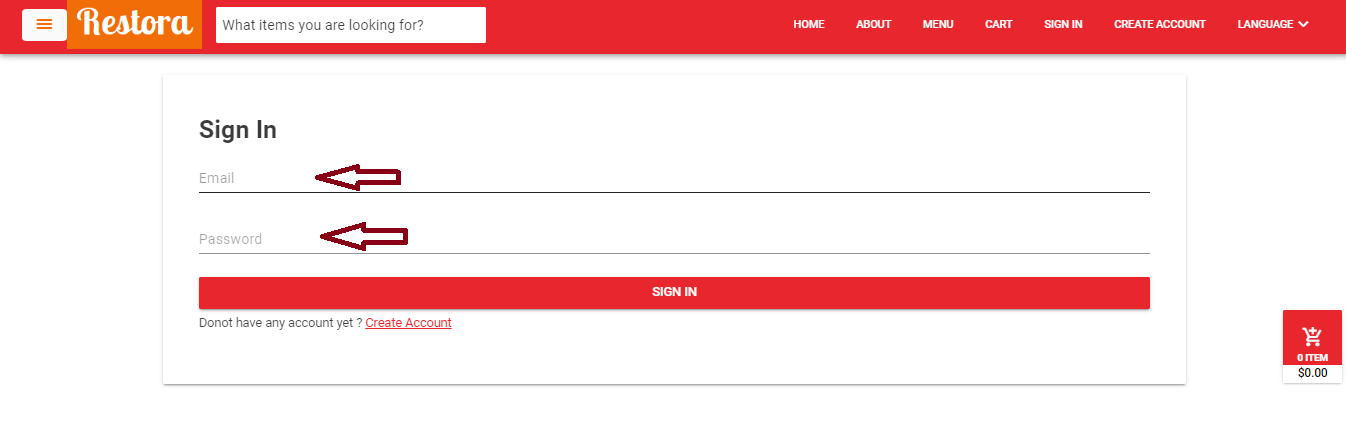 Restora
What items you are looking for?
HOME ABOUT MENU CART SIGN IN CREATE ACCOUNT LANGUAGE
Sign In
Email
Password
SIGN IN
Donot have any account yet ? Create Account
0 ITEM
$0.00